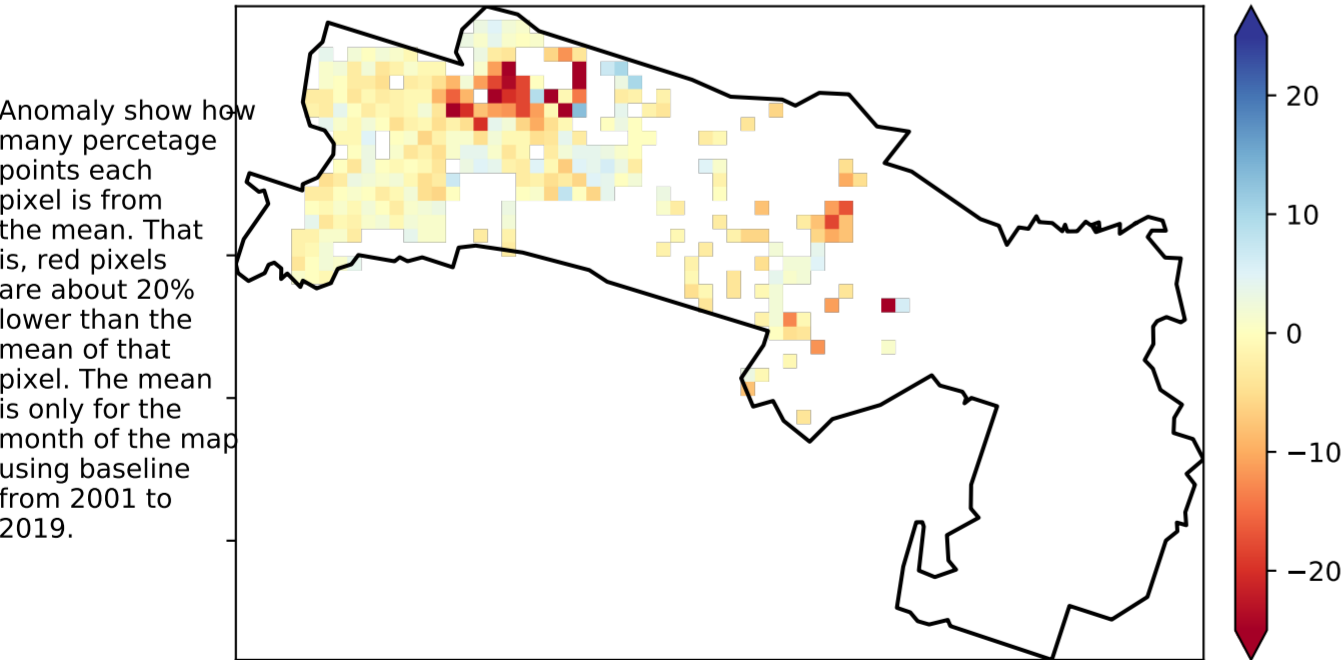 Anomaly show how
many percetage
points each
pixel is from
the mean. That
is, red pixels
are about 20%
lower than the
mean of that
pixel. The mean
is only for the
month of the map
using baseline
from 2001 to
2019.
20
10
0
−10
−20